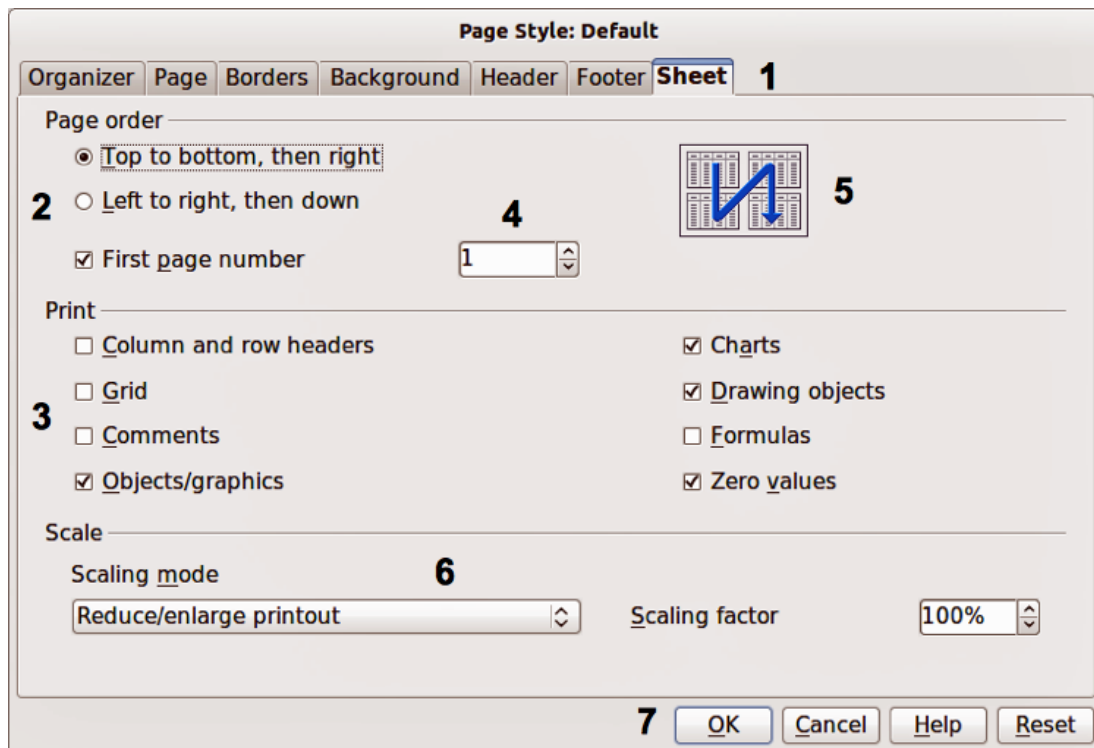 Page Style: Default
Organizer Page Borders Background Header Footer Sheet 1
Page order
Top to bottom, then right
2 Left to right, then down
4
5
First page number 1
Print
Column and row headers Charts
Grid Drawing objects
3
Comments Formulas
Objects/graphics Zero values
Scale
Scaling mode 6
Reduce/enlarge printout Scaling factor 100%
7 OK Cancel Help Reset